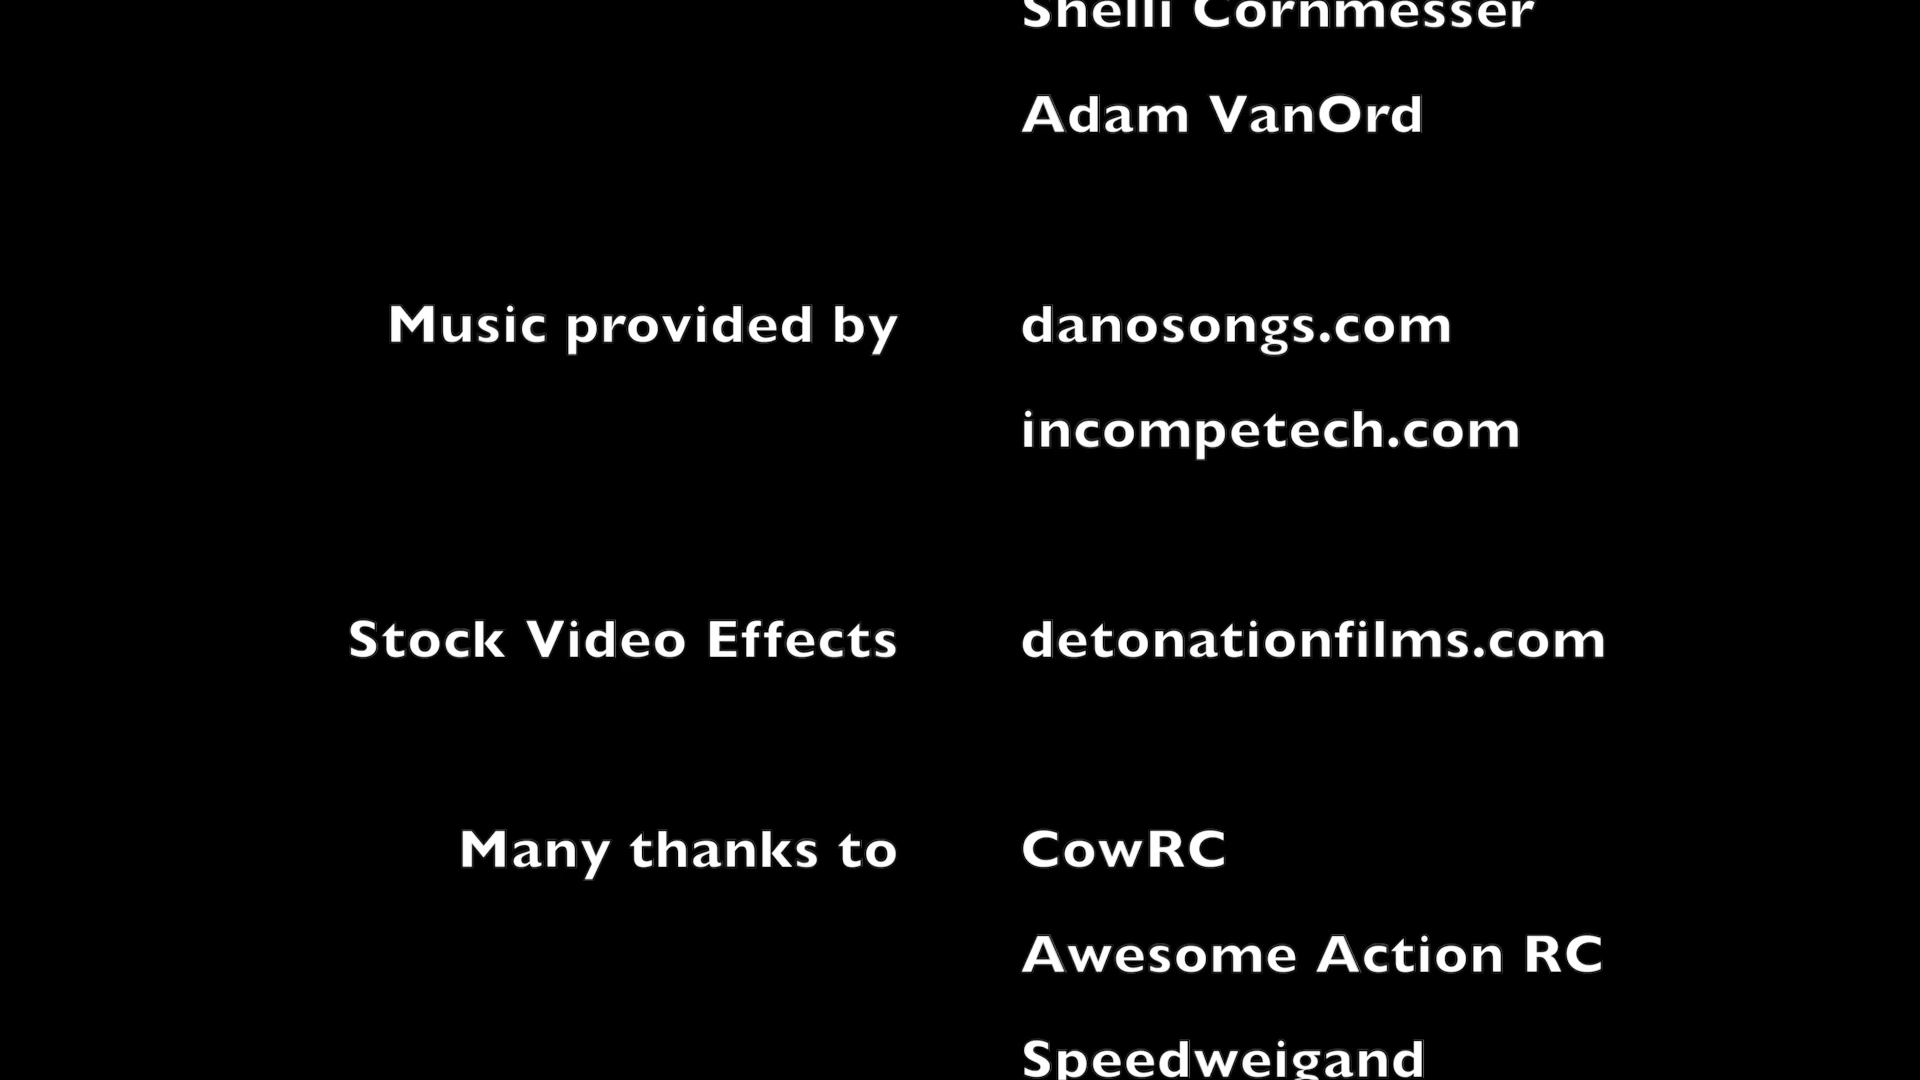 Shelli Cornmesser
Adam VanOrd
Music provided by danosongs.com
incompetech.com
Stock Video Effects detonationfilms.com
Many thanks to CowRC
Awesome Action RC
Speedweigand